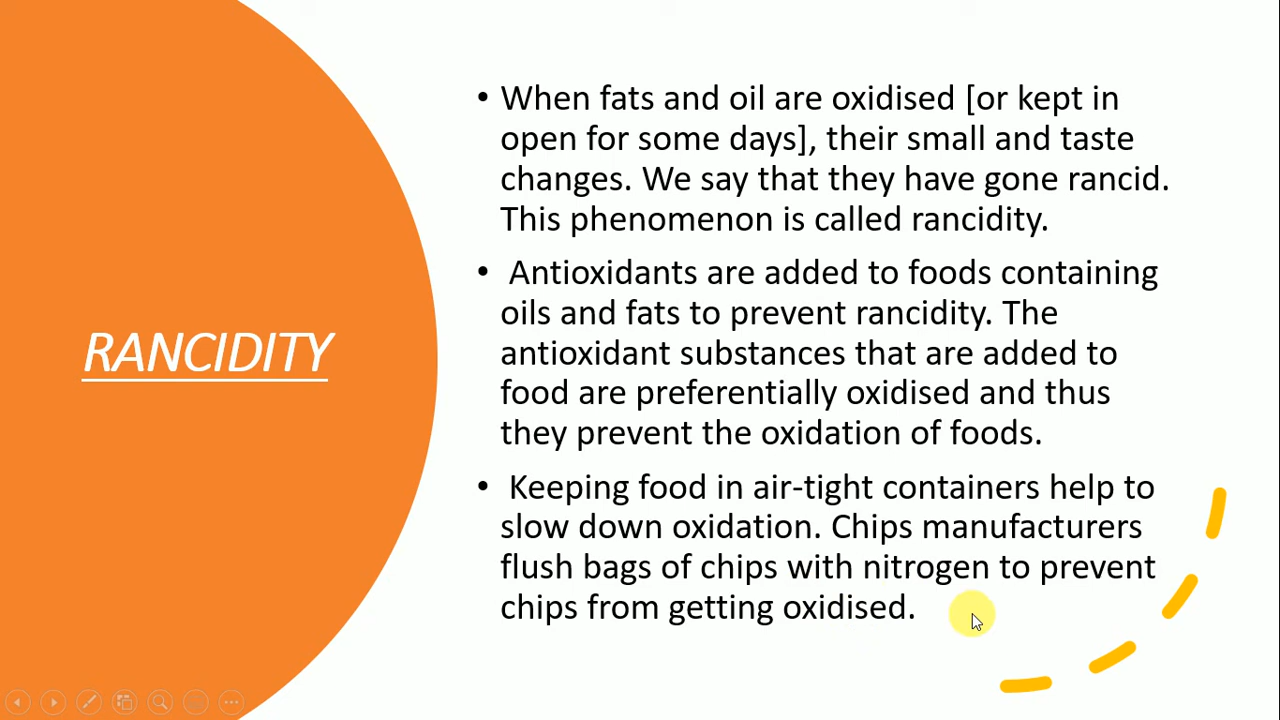 RANCIDITY
• When fats and oil are oxidised [or kept in
open for some days], their small and taste
changes. We say that they have gone rancid.
This phenomenon is called rancidity.
• Antioxidants are added to foods containing
oils and fats to prevent rancidity. The
antioxidant substances that are added to
food are preferentially oxidised and thus
they prevent the oxidation of foods.
• Keeping food in air-tight containers help to
slow down oxidation. Chips manufacturers
flush bags of chips with nitrogen to prevent
chips from getting oxidised.